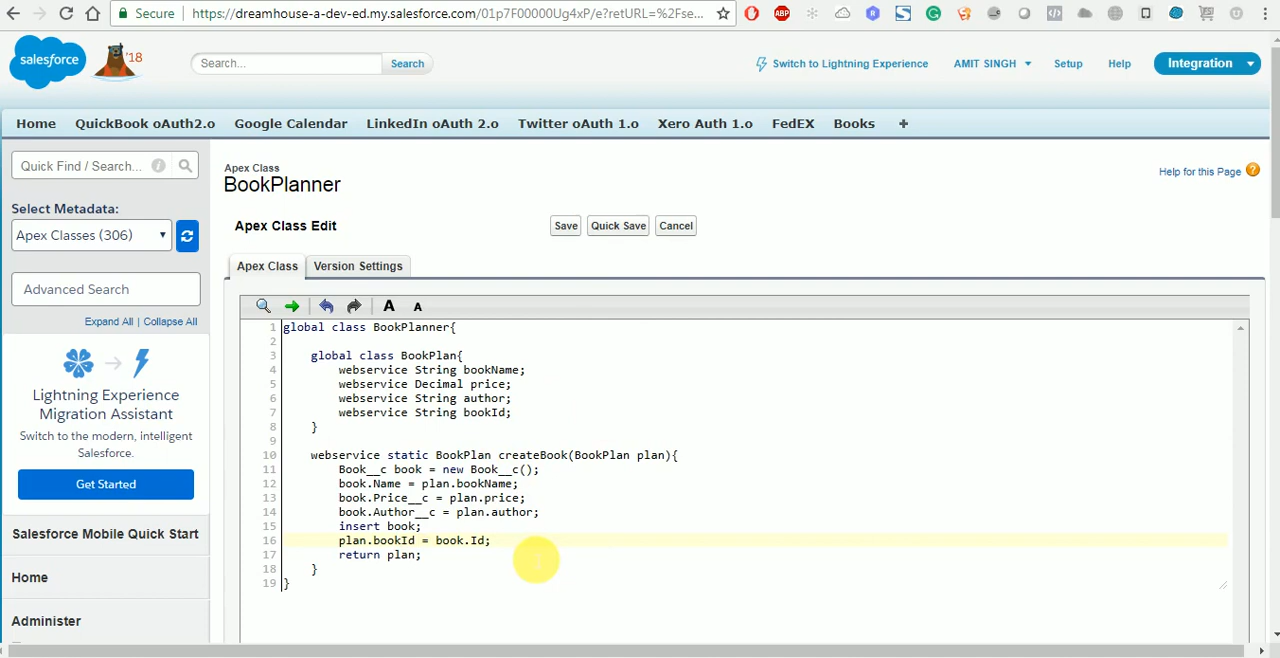 Secure https://dreamhouse-a-dev-ed.my.salesforce.com/01p7F00000Ug4xP/e?retURL=%2Fse...
ABP
salesforce '18
Search... Search
Switch to Lightning Experience AMIT SINGH Setup Help Integration
Home QuickBook oAuth2.o Google Calendar LinkedIn oAuth 2.o Twitter oAuth 1.o Xero Auth 1.o FedEX Books +
Quick Find / Search...
Select Metadata:
Apex Classes (306)
Advanced Search
Expand All | Collapse All
Lightning Experience
Migration Assistant
Switch to the modern, intelligent
Salesforce.
Get Started
Salesforce Mobile Quick Start
Home
Administer
Apex Class
BookPlanner
Help for this Page ?
Apex Class Edit Save Quick Save Cancel
Apex Class Version Settings
A A
1 global class BookPlanner{
2
3 global class BookPlan{
4 webservice String bookName;
5 webservice Decimal price;
6 webservice String author;
7 webservice String bookId;
8 }
9
10 webservice static BookPlan createBook(BookPlan plan){
11 Book__c book = new Book__c();
12 book.Name = plan.bookName;
13 book.Price__c = plan.price;
14 book.Author__c = plan.author;
15 insert book;
16 plan.bookId = book.Id;
17 return plan;
18 }
19 }